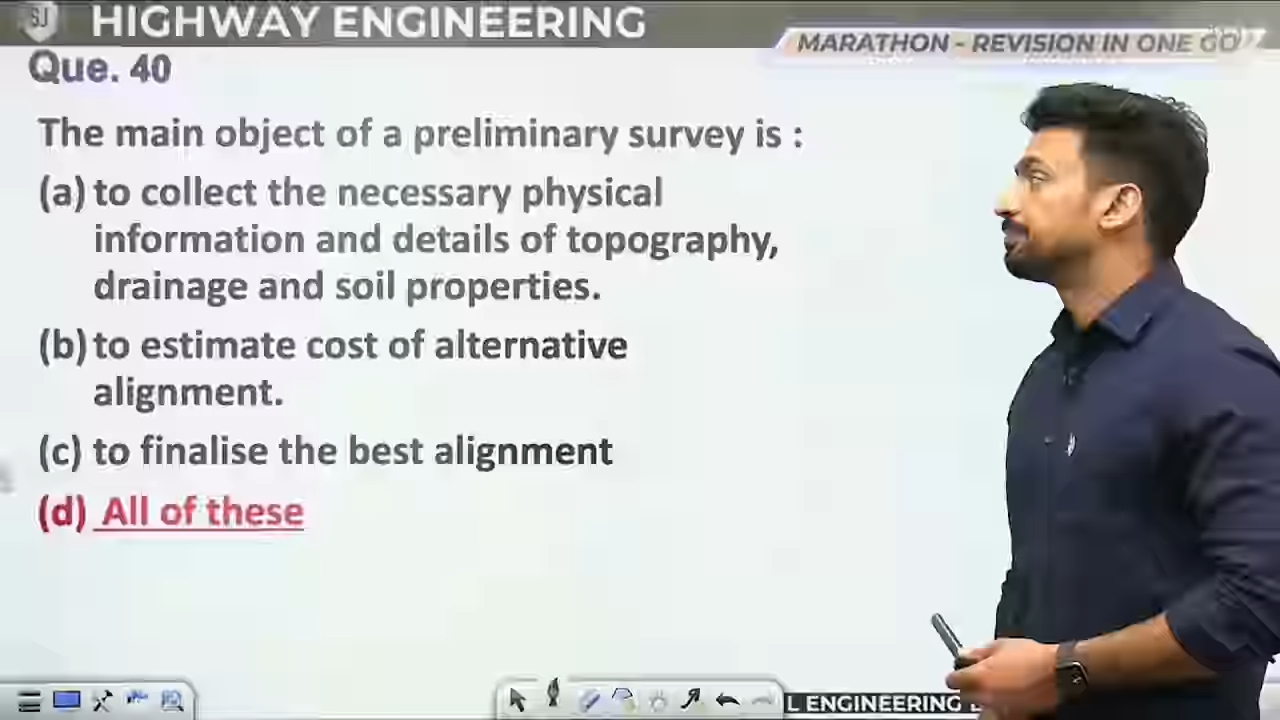 SJ
HIGHWAY ENGINEERING
MARATHON - REVISION IN ONE GO
Que. 40
The main object of a preliminary survey is :
(a) to collect the necessary physical
information and details of topography,
drainage and soil properties.
(b) to estimate cost of alternative
alignment.
(c) to finalise the best alignment
(d) All of these
L ENGINEERING